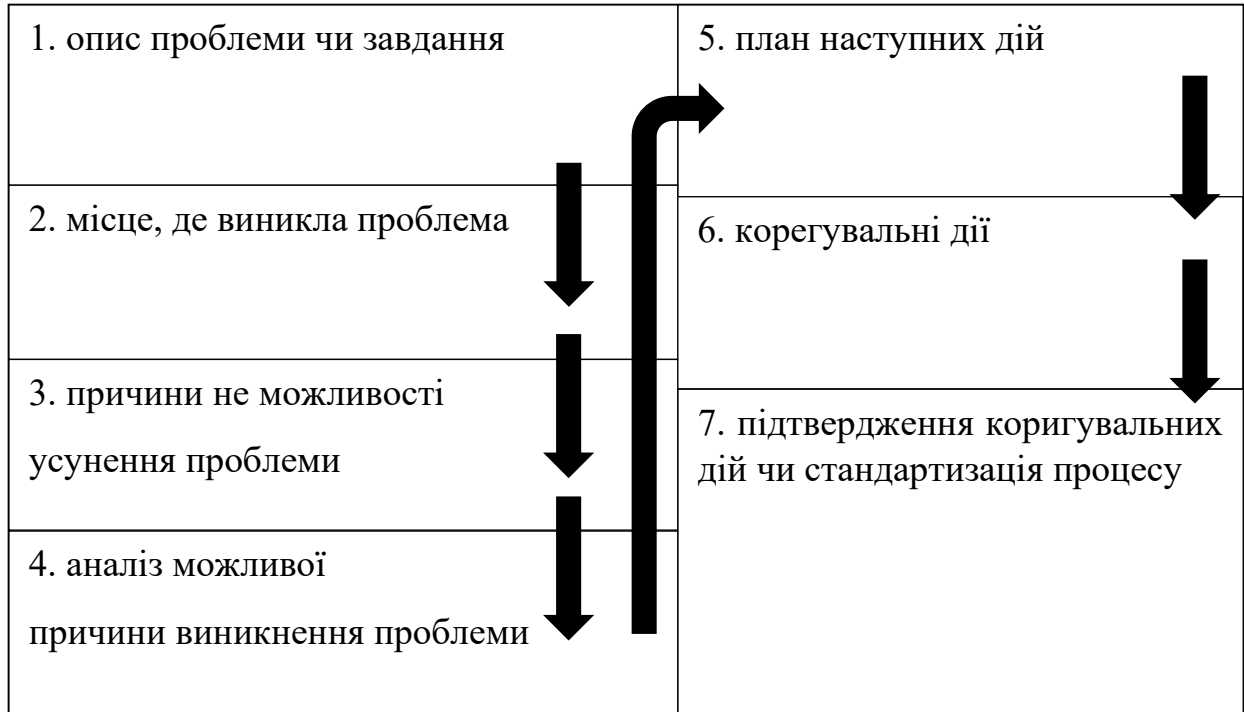 1. опис проблеми чи завдання
2. місце, де виникла проблема
3. причини не можливості
усунення проблеми
4. аналіз можливої
причини виникнення проблеми
5. план наступних дій
6. корегувальні дії
7. підтвердження коригувальних
дій чи стандартизація процесу